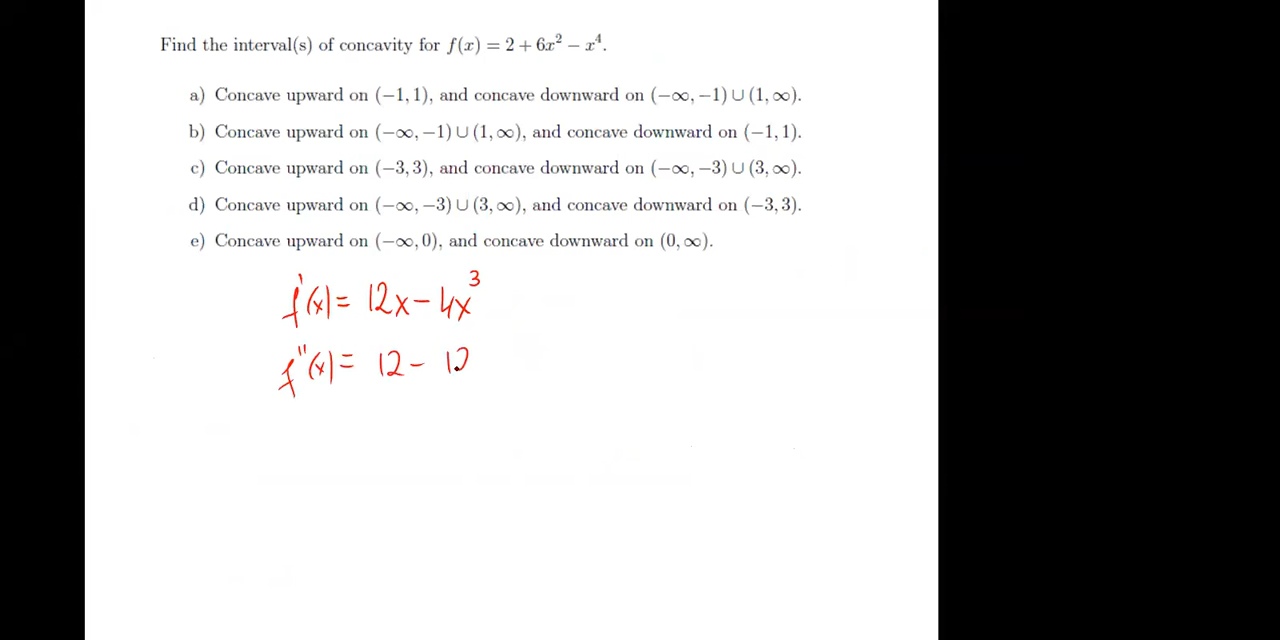 Find the interval(s) of concavity for f(x) = 2 + 6x² − x⁴.
a) Concave upward on (−1, 1), and concave downward on (−∞, −1) ∪ (1, ∞).
b) Concave upward on (−∞, −1) ∪ (1, ∞), and concave downward on (−1, 1).
c) Concave upward on (−3, 3), and concave downward on (−∞, −3) ∪ (3, ∞).
d) Concave upward on (−∞, −3) ∪ (3, ∞), and concave downward on (−3, 3).
e) Concave upward on (−∞, 0), and concave downward on (0, ∞).
f'(x) = 12x − 4x³
f''(x) = 12 − 12